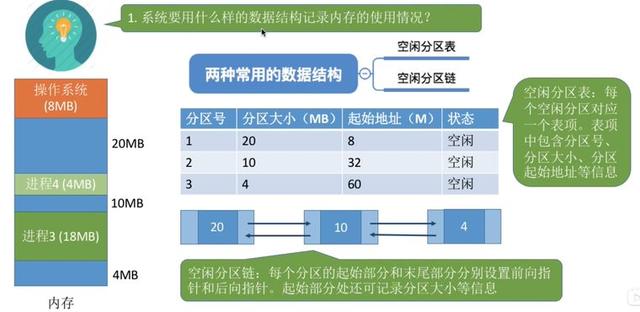 1. 系统要用什么样的数据结构记录内存的使用情况？
操作系统
(8MB)
20MB
进程4 (4MB)
10MB
进程3 (18MB)
4MB
内存
两种常用的数据结构
空闲分区表
空闲分区链
分区号 分区大小（MB） 起始地址（M） 状态
1 20 8 空闲
2 10 32 空闲
3 4 60 空闲
空闲分区表：每
个空闲分区对应
一个表项。表项
中包含分区号、
分区大小、分区
起始地址等信息
20 10 4
空闲分区链：每个分区的起始部分和末尾部分分别设置前向指
针和后向指针。起始部分处还可记录分区大小等信息